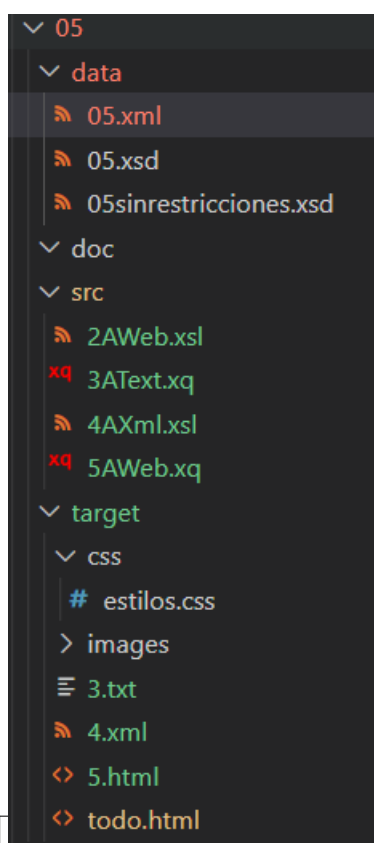 05
data
05.xml
05.xsd
05sinrestricciones.xsd
doc
src
2AWeb.xsl
xq 3AText.xq
4AXml.xsl
xq 5AWeb.xq
target
css
# estilos.css
images
3.txt
4.xml
<> 5.html
<> todo.html